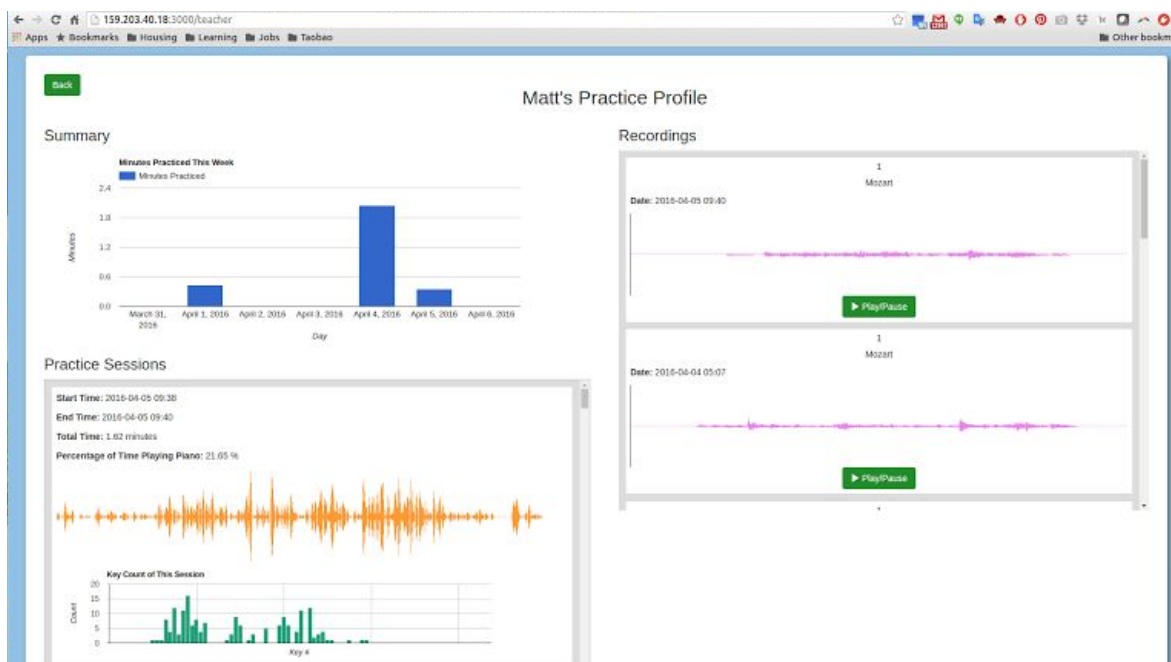 159.203.40.18:3000/teacher
Apps Bookmarks Housing Learning Jobs Taobao Other bookm
Back
Matt's Practice Profile
Summary
Minutes Practiced This Week
Minutes Practiced
2.4
1.8
1.2
0.6
0.0
Minutes
March 31, 2016 April 1, 2016 April 2, 2016 April 3, 2016 April 4, 2016 April 5, 2016 April 6, 2016
Day
Practice Sessions
Start Time: 2016-04-05 09:38
End Time: 2016-04-05 09:40
Total Time: 1.62 minutes
Percentage of Time Playing Piano: 21.65 %
Key Count of This Session
20
15
10
5
0
Count
Key #
Recordings
1
Mozart
Date: 2016-04-05 09:40
Play/Pause
1
Mozart
Date: 2016-04-04 05:07
Play/Pause